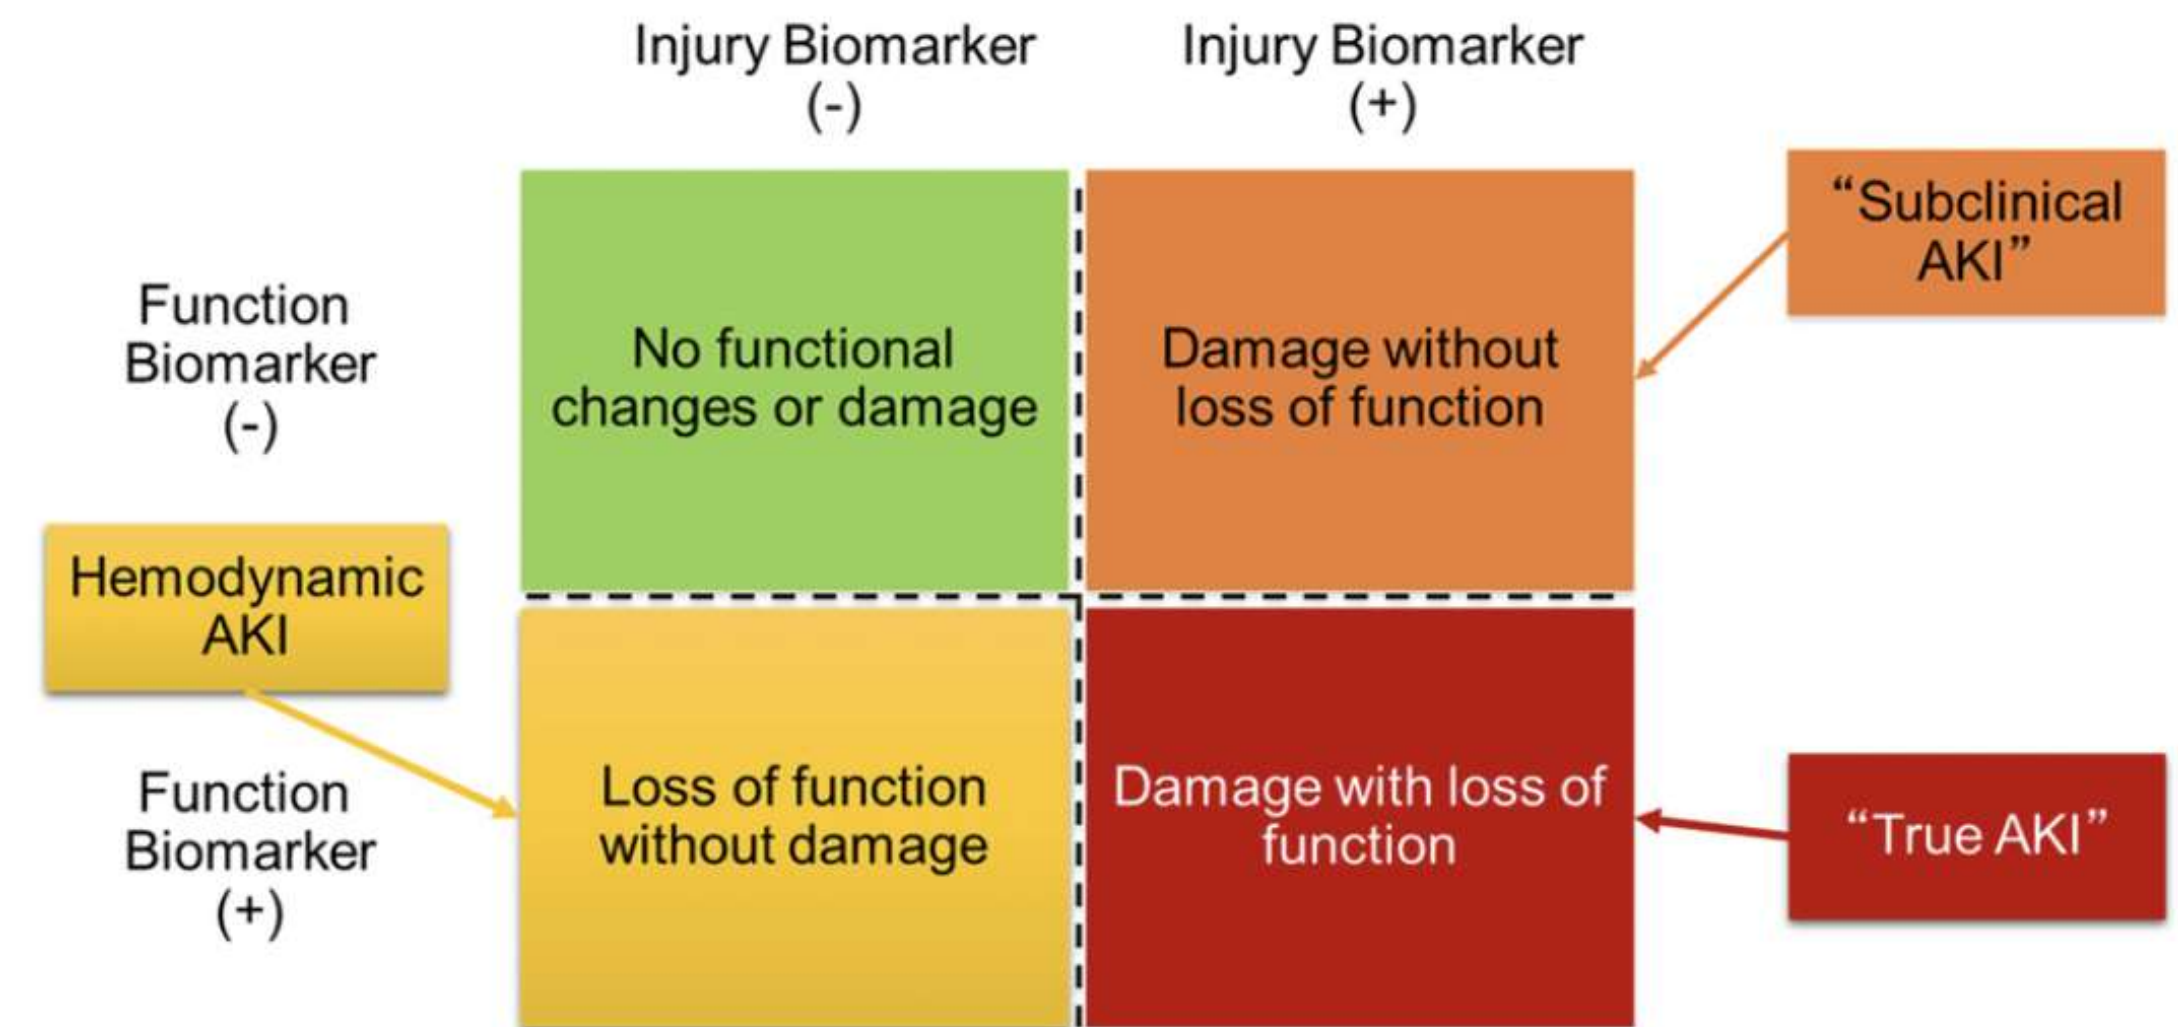 Injury Biomarker
(-)
Injury Biomarker
(+)
“Subclinical
AKI”
Function
Biomarker
(-)
No functional
changes or damage
Damage without
loss of function
Hemodynamic
AKI
Function
Biomarker
(+)
Loss of function
without damage
Damage with loss of
function
“True AKI”